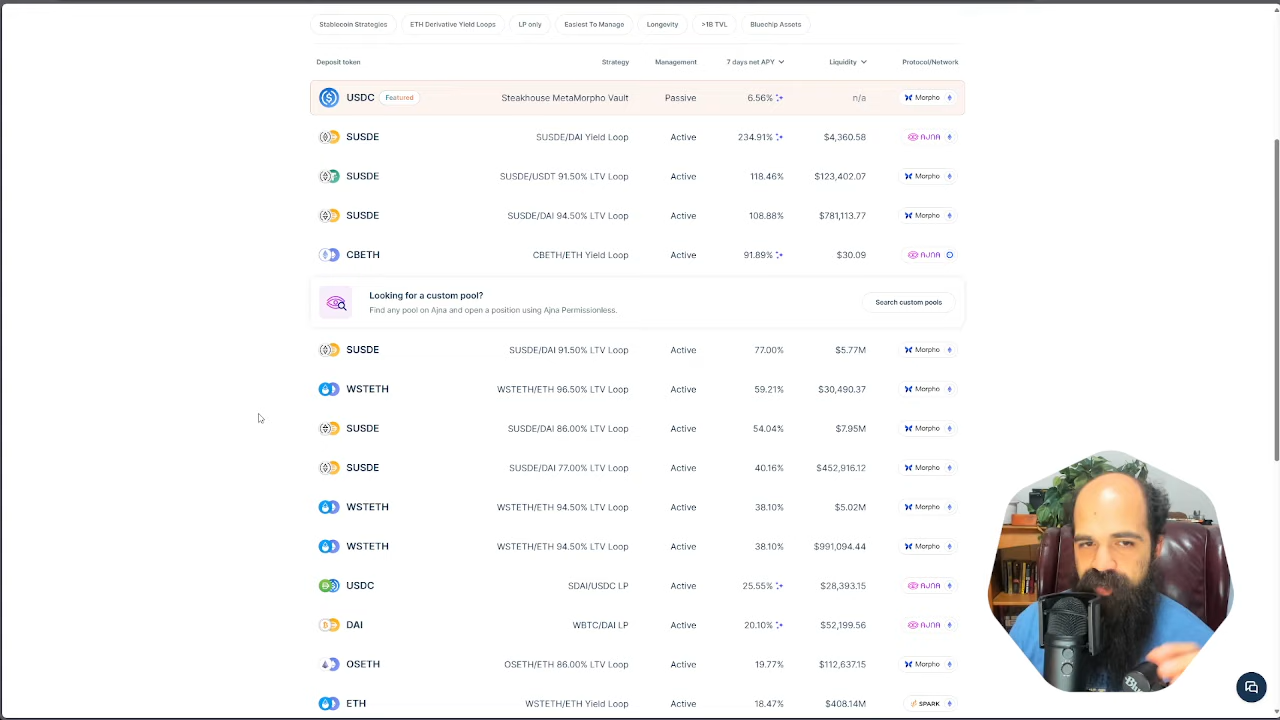 Stablecoin Strategies ETH Derivative Yield Loops LP only Easiest To Manage Longevity >1B TVL Bluechip Assets
Deposit token Strategy Management 7 days net APY Liquidity Protocol/Network
USDC Featured Steakhouse MetaMorpho Vault Passive 6.56% n/a Morpho
SUSDE SUSDE/DAI Yield Loop Active 234.91% $4,360.58 AJNA
SUSDE SUSDE/USDT 91.50% LTV Loop Active 118.46% $123,402.07 Morpho
SUSDE SUSDE/DAI 94.50% LTV Loop Active 108.88% $781,113.77 Morpho
CBETH CBETH/ETH Yield Loop Active 91.89% $30.09 AJNA
Looking for a custom pool?
Find any pool on Ajna and open a position using Ajna Permissionless.
Search custom pools
SUSDE SUSDE/DAI 91.50% LTV Loop Active 77.00% $5.77M Morpho
WSTETH WSTETH/ETH 96.50% LTV Loop Active 59.21% $30,490.37 Morpho
SUSDE SUSDE/DAI 86.00% LTV Loop Active 54.04% $7.95M Morpho
SUSDE SUSDE/DAI 77.00% LTV Loop Active 40.16% $452,916.12 Morpho
WSTETH WSTETH/ETH 94.50% LTV Loop Active 38.10% $5.02M Morpho
WSTETH WSTETH/ETH 94.50% LTV Loop Active 38.10% $991,094.44 Morpho
USDC SDAI/USDC LP Active 25.55% $28,393.15 AJNA
DAI WBTC/DAI LP Active 20.10% $52,199.56 AJNA
OSETH OSETH/ETH 86.00% LTV Loop Active 19.77% $112,637.15 Morpho
ETH WSTETH/ETH Yield Loop Active 18.47% $408.14M SPARK